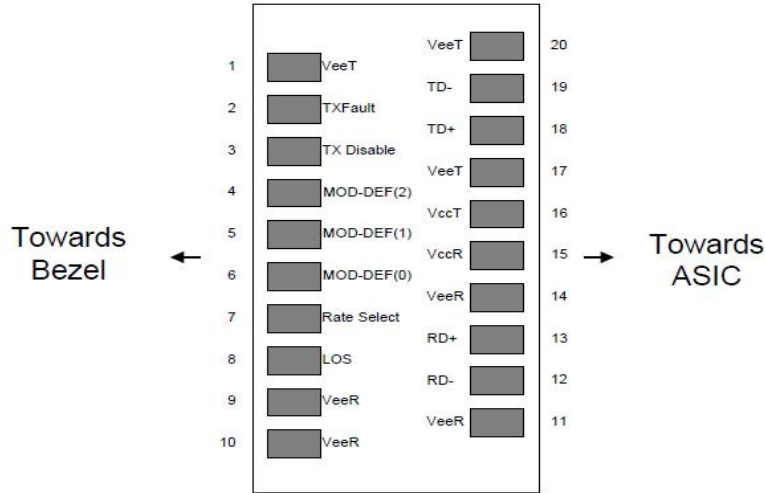 VeeT 20
1 VeeT
TD- 19
2 TXFault
TD+ 18
3 TX Disable
VeeT 17
4 MOD-DEF(2)
VccT 16
5 MOD-DEF(1)
Towards
Bezel
VccR 15
Towards
ASIC
6 MOD-DEF(0)
VeeR 14
7 Rate Select
RD+ 13
8 LOS
RD- 12
9 VeeR
VeeR 11
10 VeeR